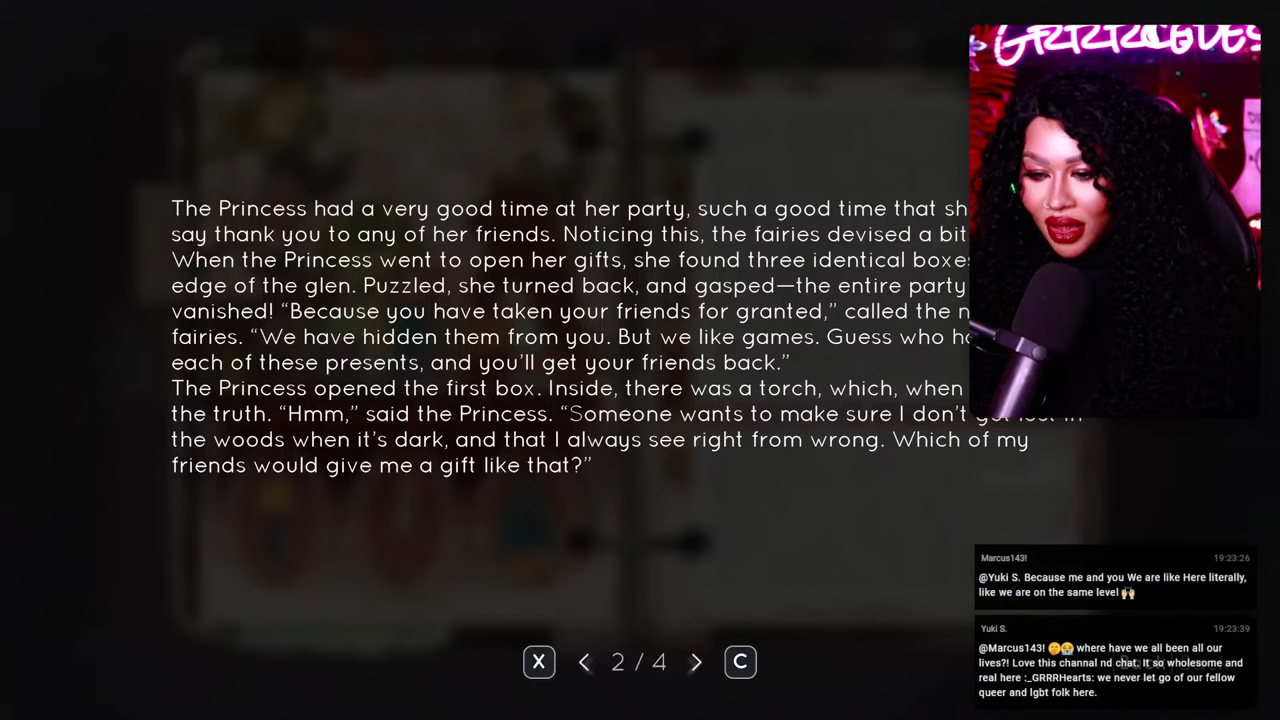 The Princess had a very good time at her party, such a good time that
say thank you to any of her friends. Noticing this, the fairies devised a bit
When the Princess went to open her gifts, she found three identical
edge of the glen. Puzzled, she turned back, and gasped—the entire party
vanished! “Because you have taken your friends for granted,” called the
fairies. “We have hidden them from you. But we like games. Guess who
each of these presents, and you’ll get your friends back.”
The Princess opened the first box. Inside, there was a torch, which, when
the truth. “Hmm,” said the Princess. “Someone wants to make sure I don’t
the woods when it’s dark, and that I always see right from wrong. Which of my
friends would give me a gift like that?”
X < 2 / 4 > C
Marcus143! 19:23:26
@Yuki S. Because me and you We are like Here literally,
like we are on the same level 🙌🏼
Yuki S. 19:23:39
@Marcus143! 🤭😭 where have we all been all our
lives?! Love this channal nd chat. It so wholesome and
real here :_GRRRHearts: we never let go of our fellow
queer and lgbt folk here.